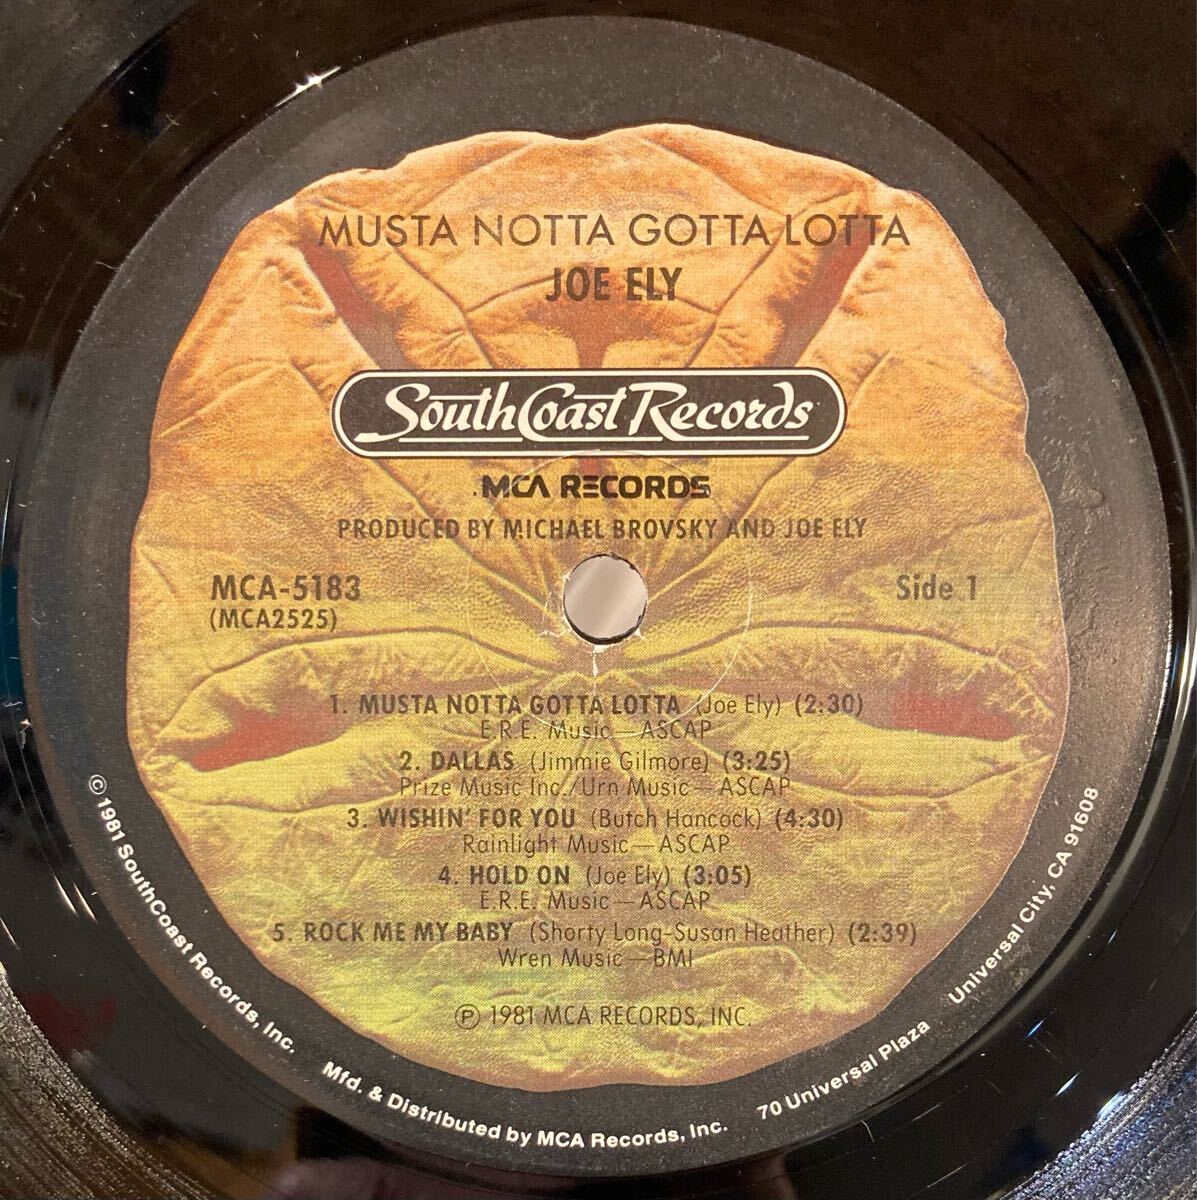 MUSTA NOTTA GOTTA LOTTA
JOE ELY
SouthCoast Records
MCA RECORDS
PRODUCED BY MICHAEL BROVSKY AND JOE ELY
MCA-5183
(MCA2525)
Side 1
1. MUSTA NOTTA GOTTA LOTTA (Joe Ely) (2:30)
E.R.E. Music—ASCAP
2. DALLAS (Jimmie Gilmore) (3:25)
Prize Music Inc./Urn Music—ASCAP
3. WISHIN' FOR YOU (Butch Hancock) (4:30)
Rainlight Music—ASCAP
4. HOLD ON (Joe Ely) (3:05)
E.R.E. Music—ASCAP
5. ROCK ME MY BABY (Shorty Long-Susan Heather) (2:39)
Wren Music—BMI
℗ 1981 MCA RECORDS, INC.
© 1981 SouthCoast Records, Inc. Mfd. & Distributed by MCA Records, Inc. 70 Universal Plaza Universal City, CA 91608